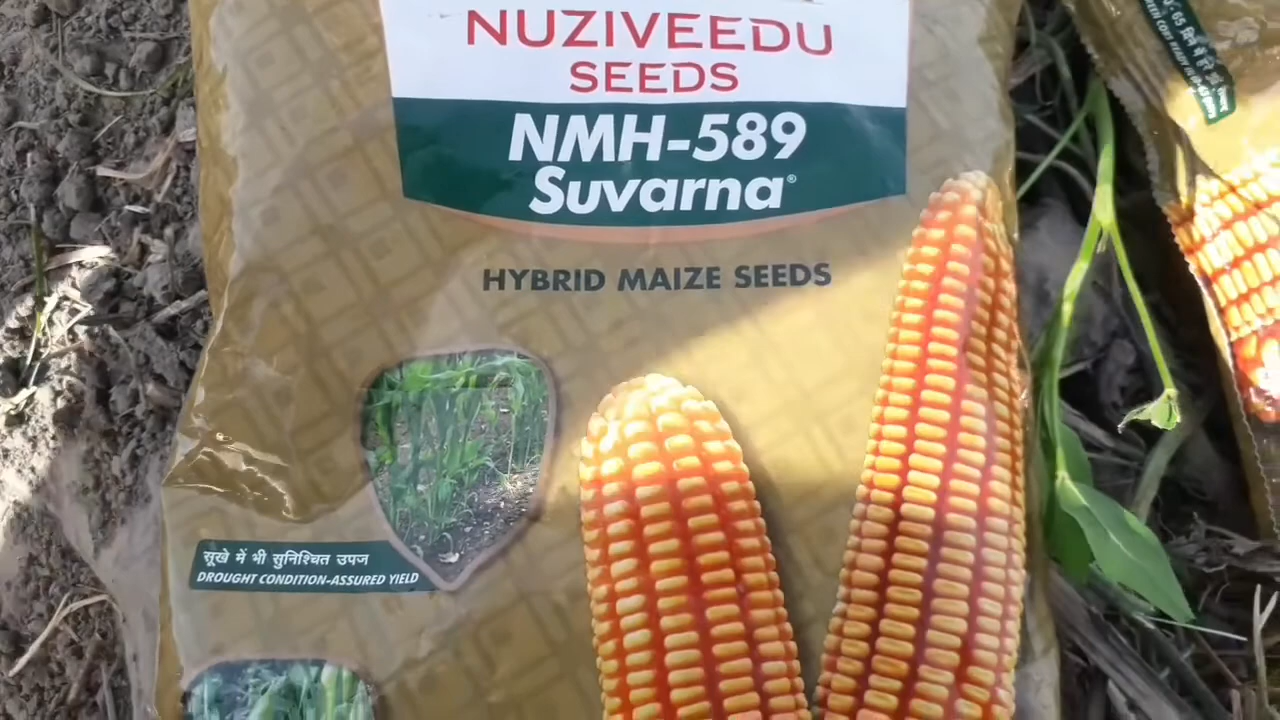 NUZIVEEDU
SEEDS
NMH-589
Suvarna®
HYBRID MAIZE SEEDS
सूखे में भी सुनिश्चित उपज
DROUGHT CONDITION-ASSURED YIELD